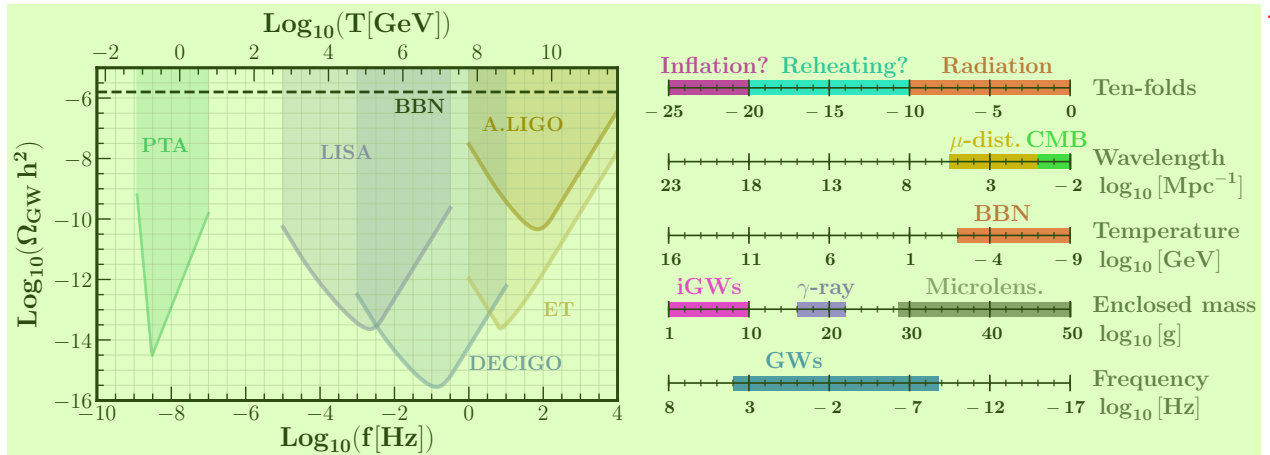 Log₁₀(T[GeV])
−2 0 2 4 6 8 10
−6
−8
−10
−12
−14
−16
Log₁₀(Ω_GW h²)
BBN
A.LIGO
PTA
LISA
ET
DECIGO
−10 −8 −6 −4 −2 0 2 4
Log₁₀(f[Hz])
Inflation? Reheating? Radiation
Ten-folds
−25 −20 −15 −10 −5 0
μ-dist. CMB
Wavelength
23 18 13 8 3 −2
log₁₀ [Mpc⁻¹]
BBN
Temperature
16 11 6 1 −4 −9
log₁₀ [GeV]
iGWs γ-ray Microlens.
Enclosed mass
1 10 20 30 40 50
log₁₀ [g]
GWs
Frequency
8 3 −2 −7 −12 −17
log₁₀ [Hz]